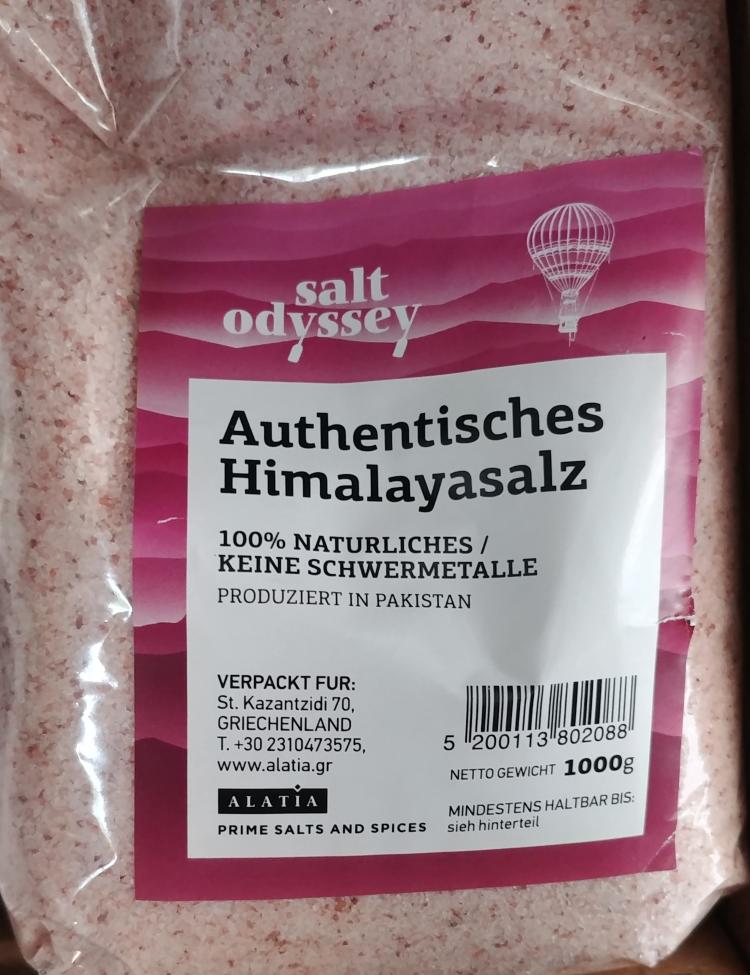 salt
odyssey
Authentisches
Himalayasalz
100% NATURLICHES /
KEINE SCHWERMETALLE
PRODUZIERT IN PAKISTAN
VERPACKT FUR:
St. Kazantzidi 70,
GRIECHENLAND
T. +30 2310473575,
www.alatia.gr
ALATIA
PRIME SALTS AND SPICES
5 200113 802088
NETTO GEWICHT 1000g
MINDESTENS HALTBAR BIS:
sieh hinterteil